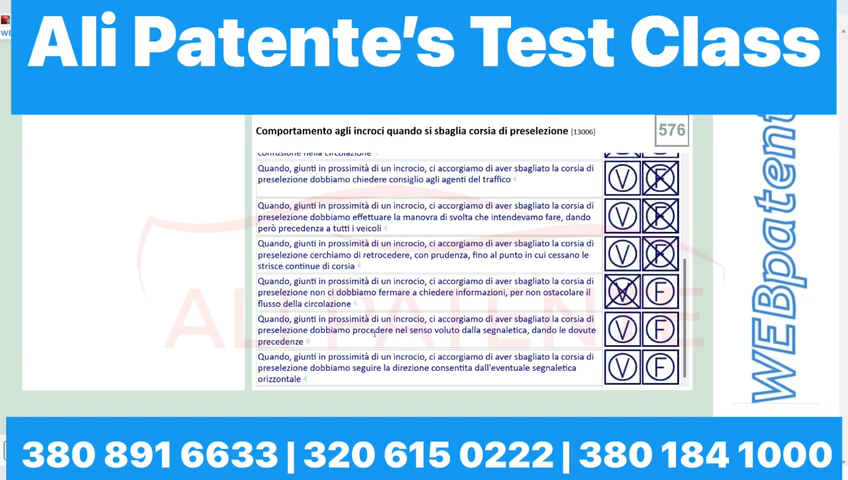 Ali Patente’s Test Class
WE
Comportamento agli incroci quando si sbaglia corsia di preselezione [13006]
576
confusione nella circolazione
Quando, giunti in prossimità di un incrocio, ci accorgiamo di aver sbagliato la corsia di
preselezione dobbiamo chiedere consiglio agli agenti del traffico
V F
Quando, giunti in prossimità di un incrocio, ci accorgiamo di aver sbagliato la corsia di
preselezione dobbiamo effettuare la manovra di svolta che intendevamo fare, dando
però precedenza a tutti i veicoli
V F
Quando, giunti in prossimità di un incrocio, ci accorgiamo di aver sbagliato la corsia di
preselezione cerchiamo di retrocedere, con prudenza, fino al punto in cui cessano le
strisce continue di corsia
V F
Quando, giunti in prossimità di un incrocio, ci accorgiamo di aver sbagliato la corsia di
preselezione non ci dobbiamo fermare a chiedere informazioni, per non ostacolare il
flusso della circolazione
V F
Quando, giunti in prossimità di un incrocio, ci accorgiamo di aver sbagliato la corsia di
preselezione dobbiamo procedere nel senso voluto dalla segnaletica, dando le dovute
precedenze
V F
Quando, giunti in prossimità di un incrocio, ci accorgiamo di aver sbagliato la corsia di
preselezione dobbiamo seguire la direzione consentita dall'eventuale segnaletica
orizzontale
V F
ALI PATENTE
WEBpatent
380 891 6633 | 320 615 0222 | 380 184 1000